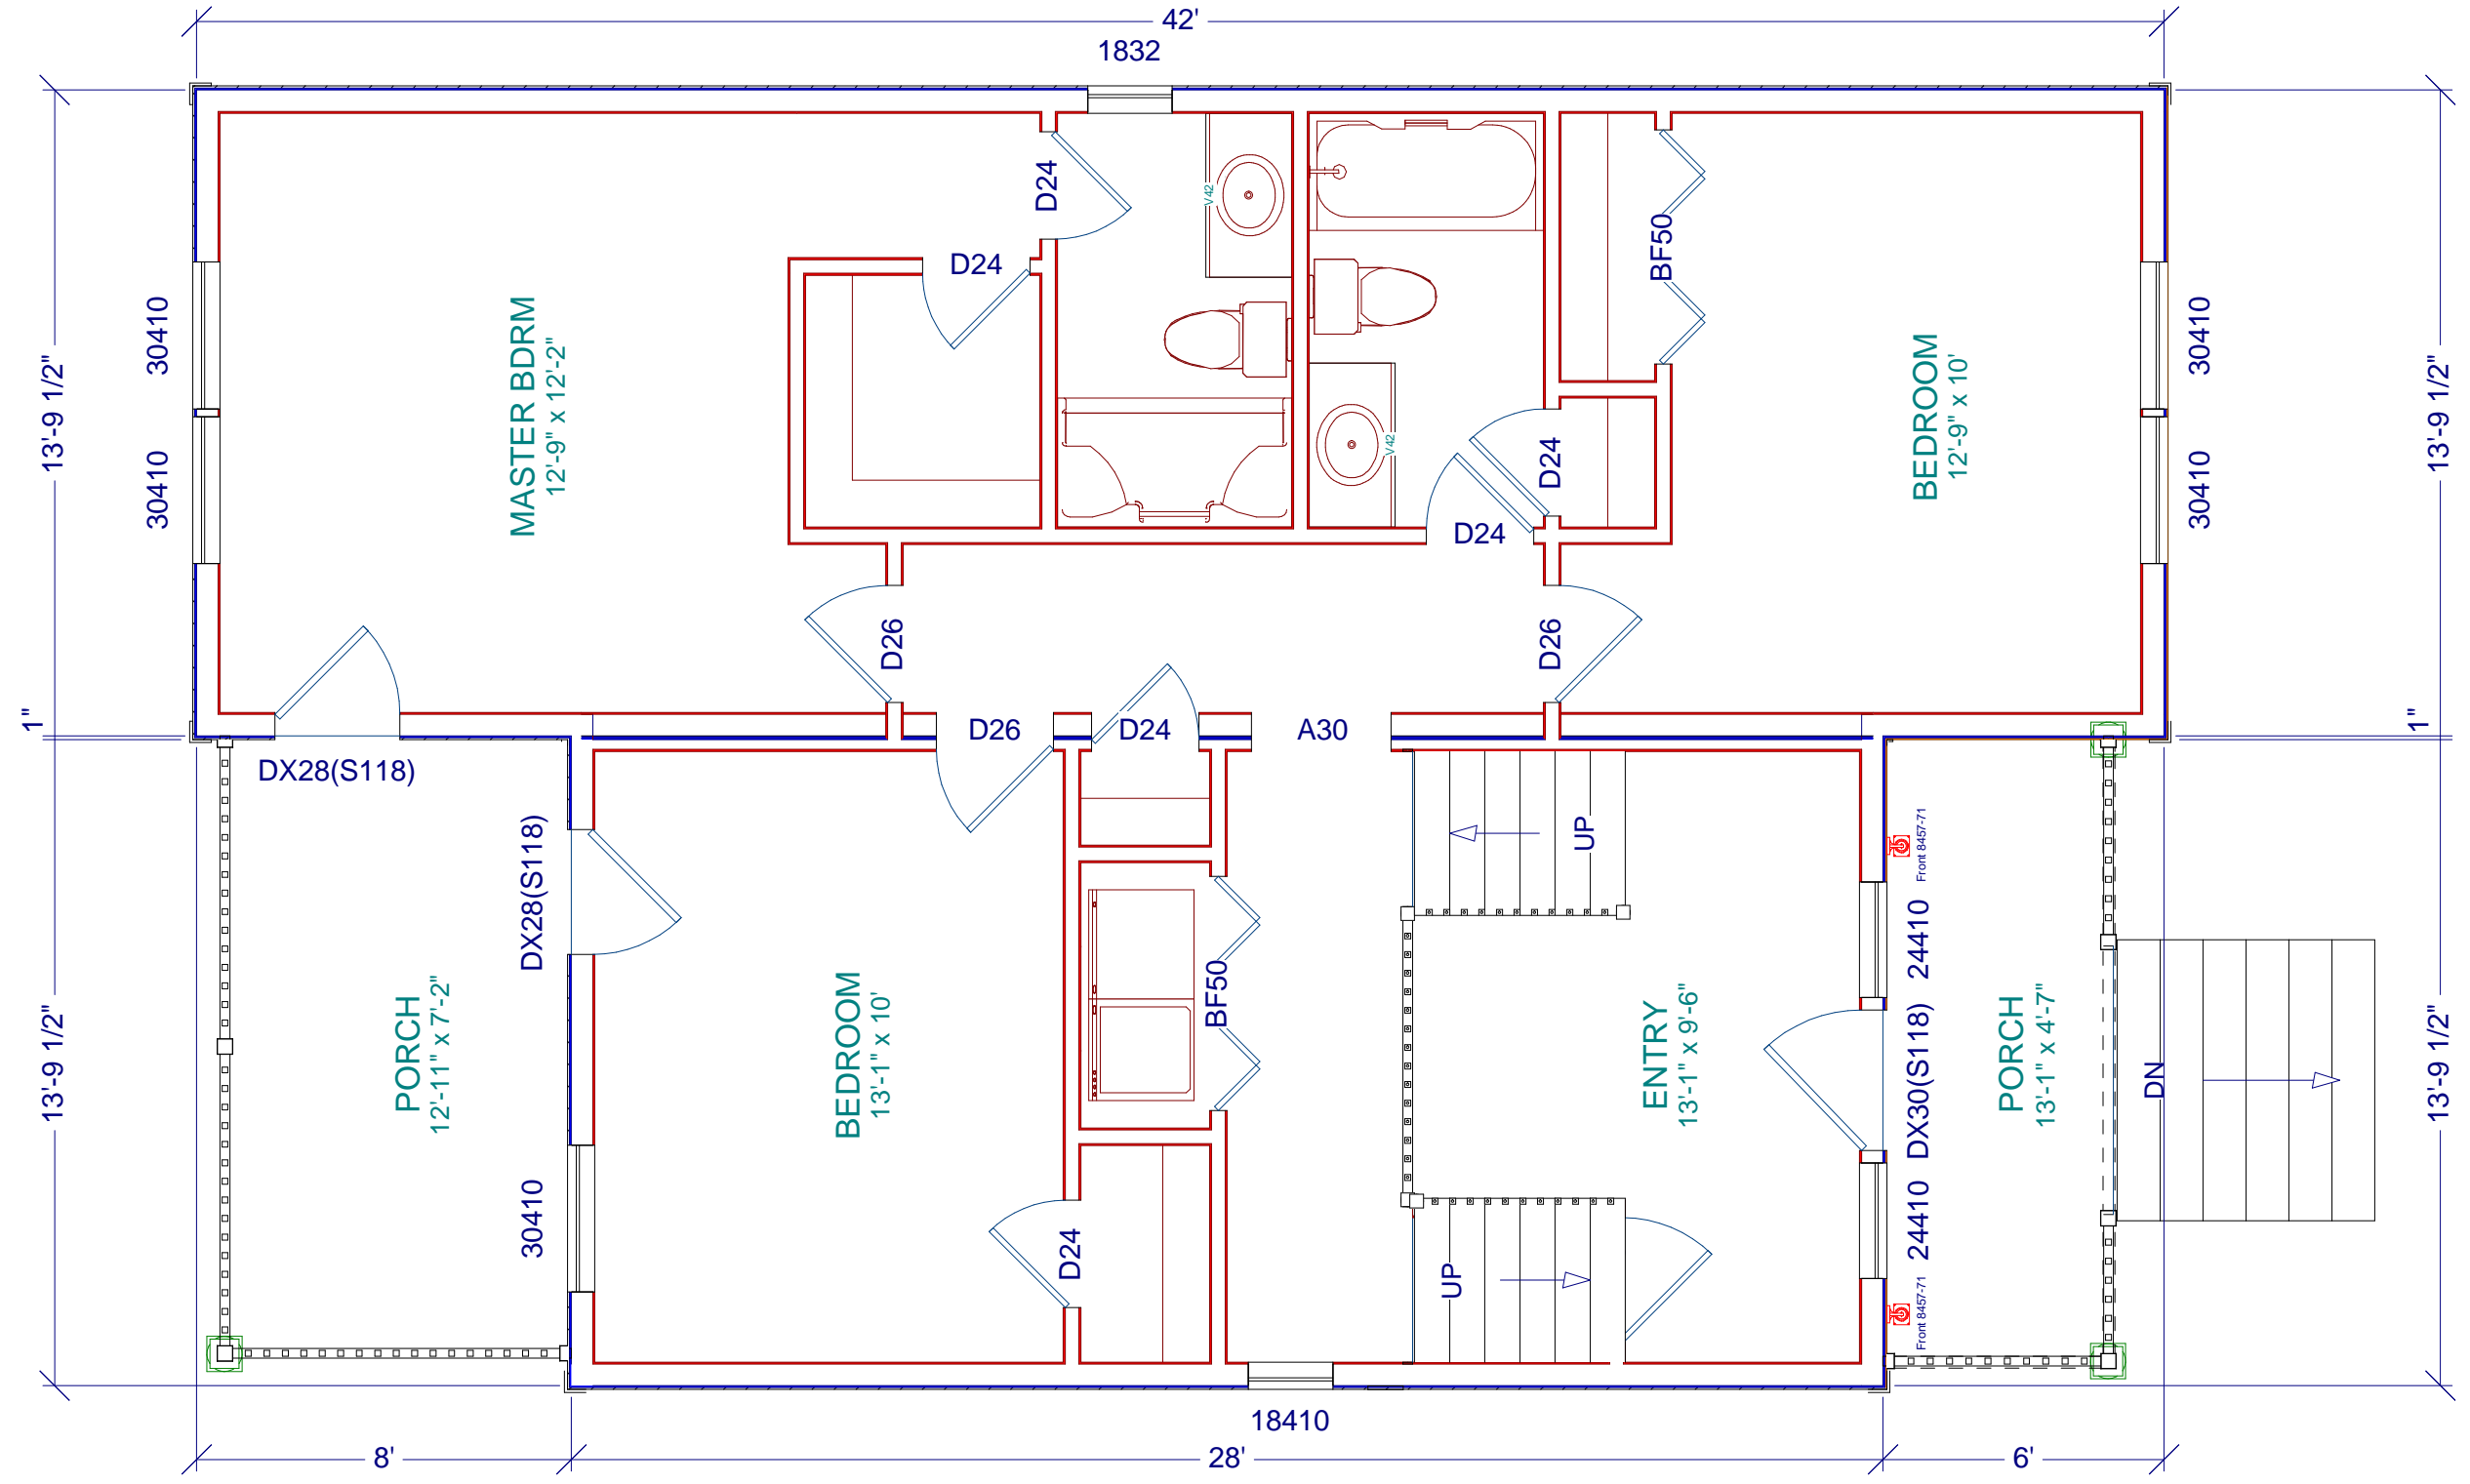 42'
1832
13'-9 1/2"
30410
30410
MASTER BDRM
12'-9" x 12'-2"
D24
D24
V42
V42
BF50
D24
D24
BEDROOM
12'-9" x 10'
30410
30410
13'-9 1/2"
D26
D26
1"
D26
D24
A30
1"
DX28(S118)
DX28(S118)
PORCH
12'-11" x 7'-2"
30410
BEDROOM
13'-1" x 10'
BF50
D24
UP
UP
ENTRY
13'-1" x 9'-6"
Front 8457-71
24410
DX30(S118)
24410
Front 8457-71
PORCH
13'-1" x 4'-7"
DN
13'-9 1/2"
13'-9 1/2"
18410
8'
28'
6'